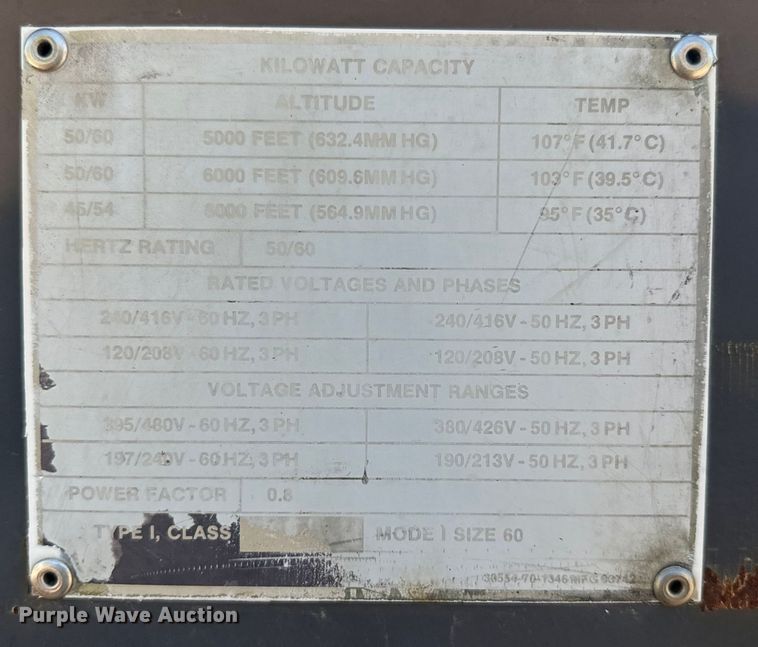 KILOWATT CAPACITY
KW ALTITUDE TEMP
50/60 5000 FEET (632.4MM HG) 107°F (41.7°C)
50/60 6000 FEET (609.6MM HG) 103°F (39.5°C)
45/54 8000 FEET (564.9MM HG) 95°F (35°C)
HERTZ RATING 50/60
RATED VOLTAGES AND PHASES
240/416V - 60 HZ, 3 PH 240/416V - 50 HZ, 3 PH
120/208V - 60 HZ, 3 PH 120/208V - 50 HZ, 3 PH
VOLTAGE ADJUSTMENT RANGES
395/480V - 60 HZ, 3 PH 380/426V - 50 HZ, 3 PH
197/240V - 60 HZ, 3 PH 190/213V - 50 HZ, 3 PH
POWER FACTOR 0.8
TYPE I, CLASS MODE I SIZE 60
Purple Wave Auction